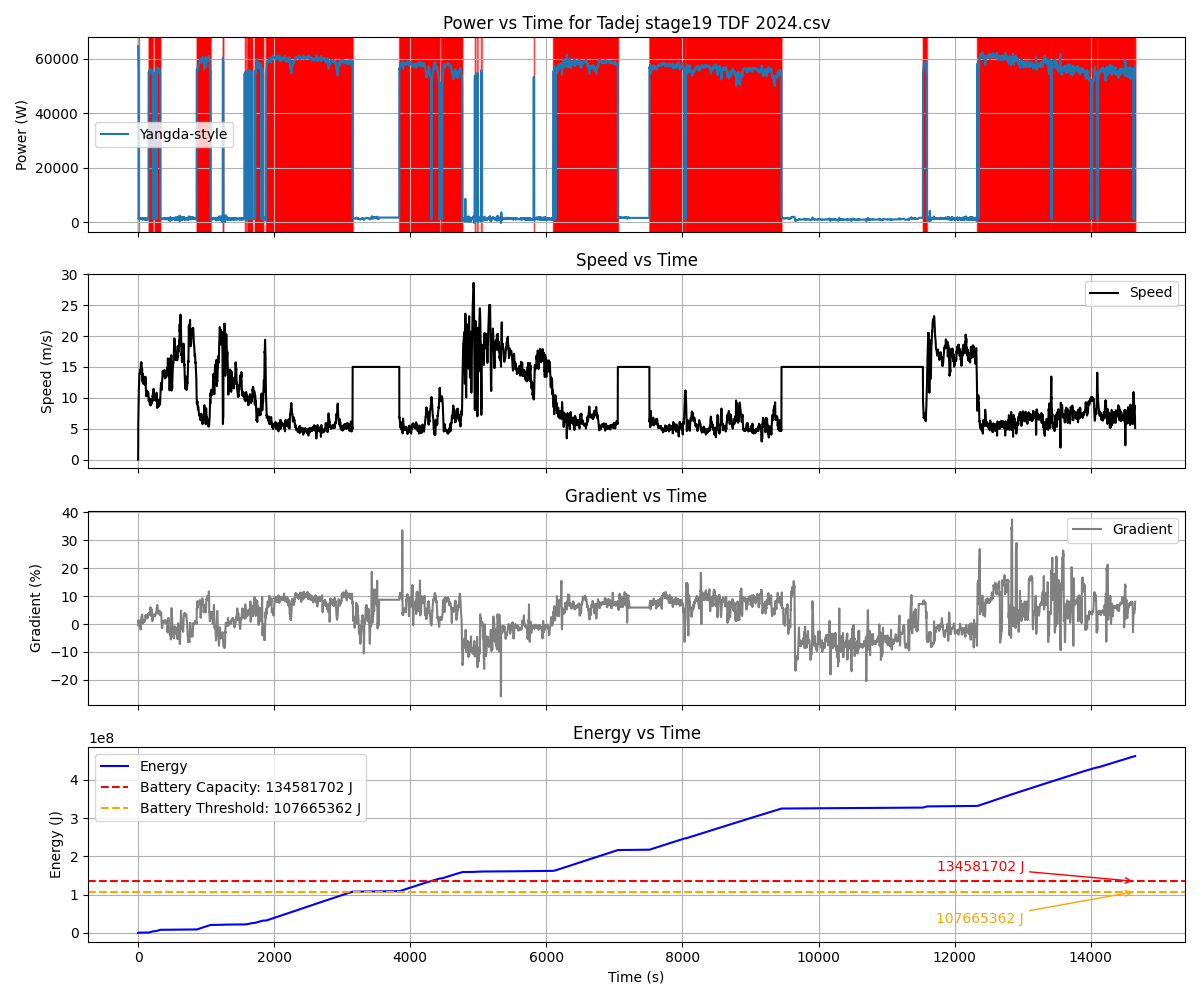 Power vs Time for Tadej stage19 TDF 2024.csv
60000
40000
20000
0
Power (W)
Yangda-style
Speed vs Time
30
25
20
15
10
5
0
Speed (m/s)
Speed
Gradient vs Time
40
30
20
10
0
−10
−20
Gradient (%)
Gradient
Energy vs Time
1e8
4
3
2
1
0
Energy (J)
Energy
Battery Capacity: 134581702 J
Battery Threshold: 107665362 J
134581702 J
107665362 J
0 2000 4000 6000 8000 10000 12000 14000
Time (s)